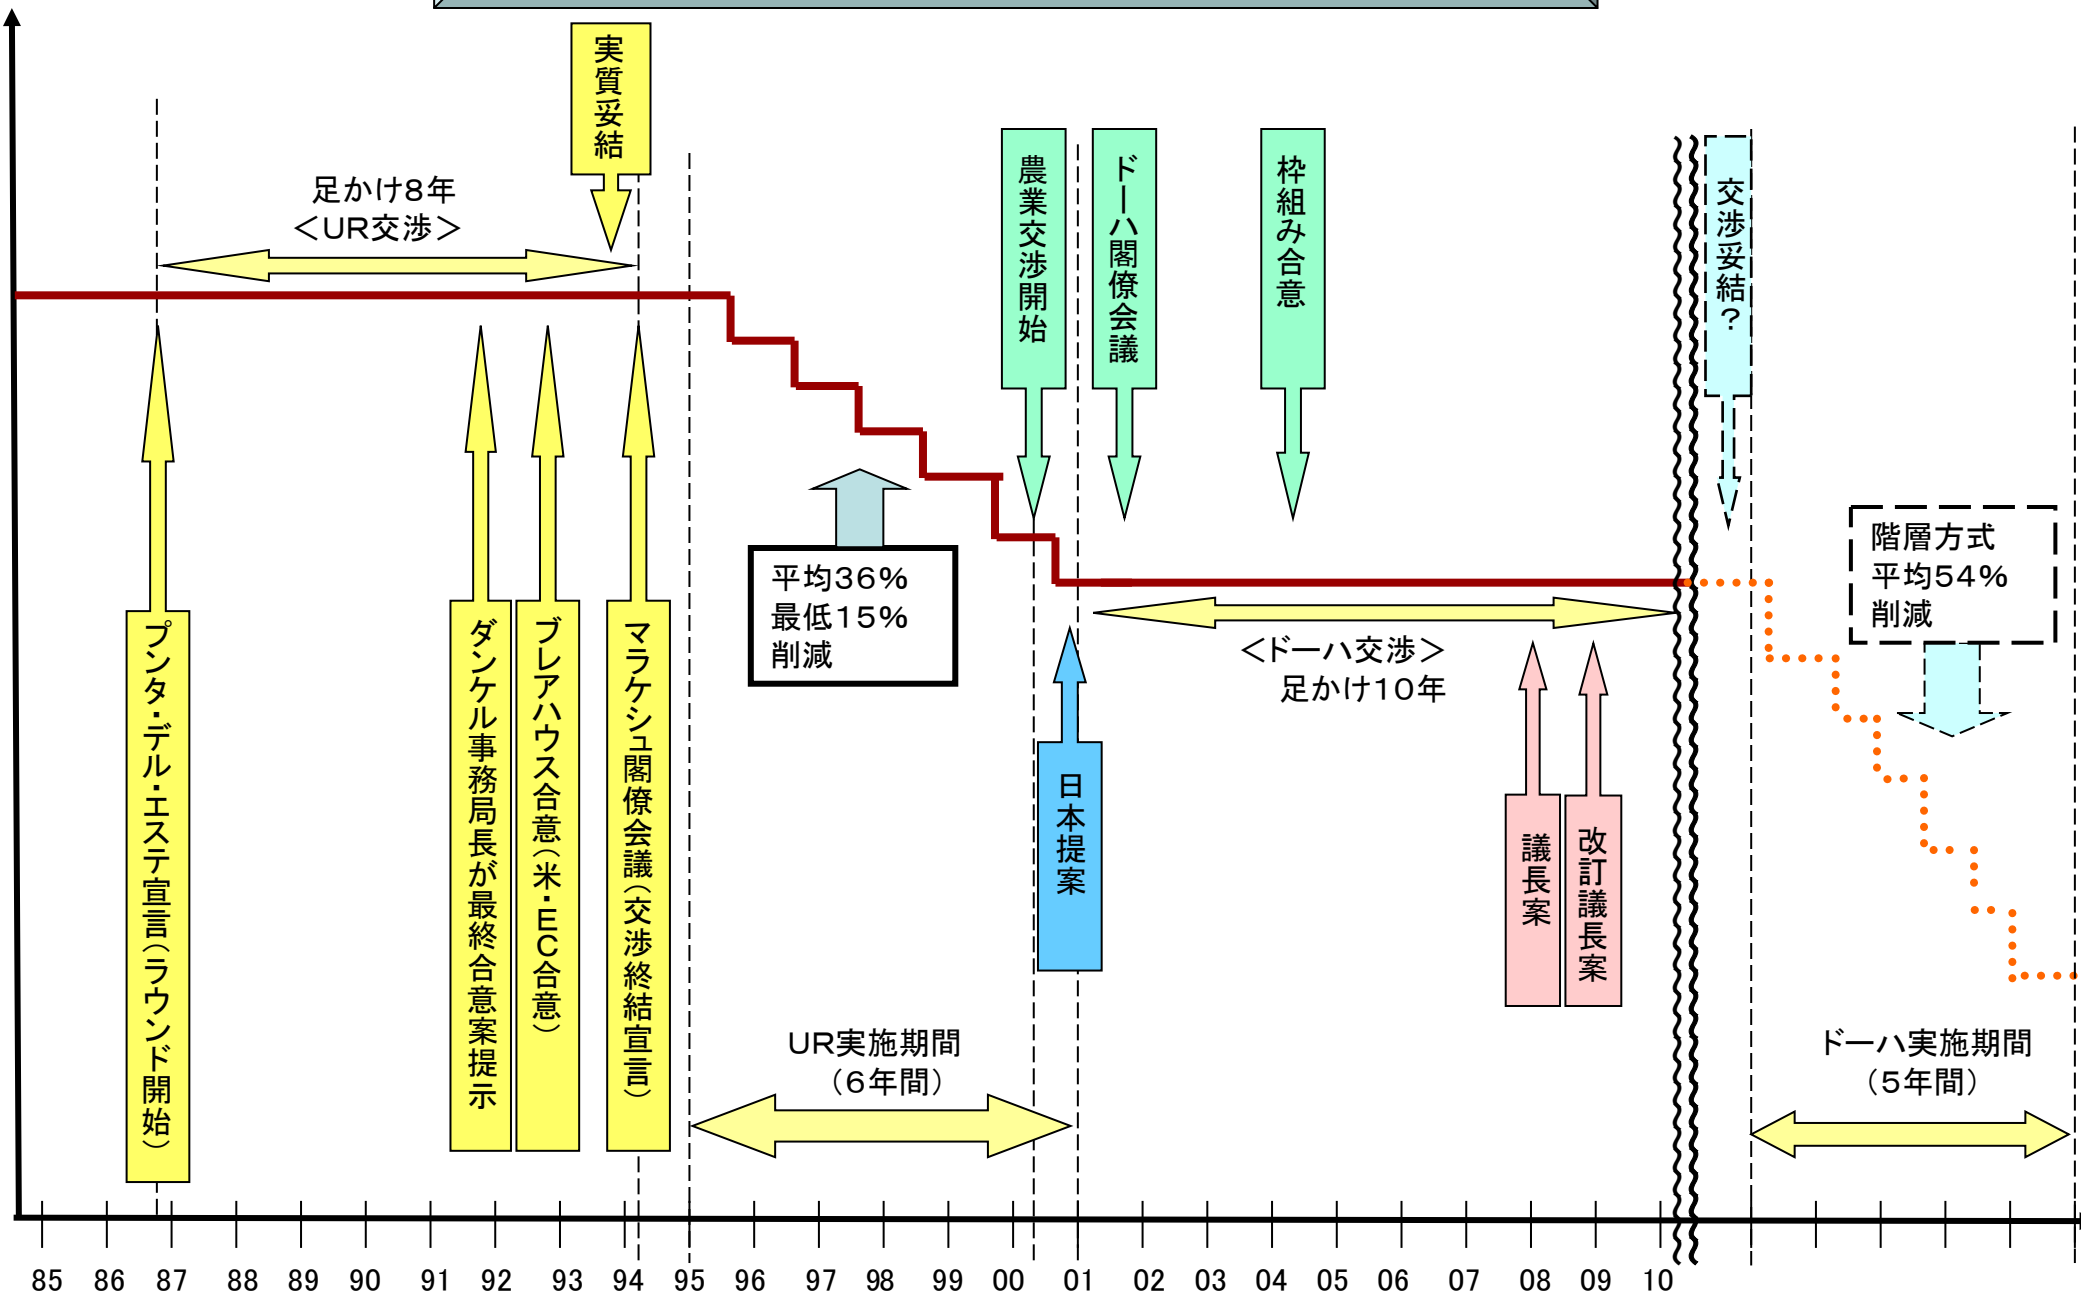 実質妥結
足かけ8年
＜UR交渉＞
農業交渉開始
ドーハ閣僚会議
枠組み合意
交渉妥結？
階層方式
平均54%
削減
平均36%
最低15%
削減
＜ドーハ交渉＞
足かけ10年
プンタ・デル・エステ宣言（ラウンド開始）
ダンケル事務局長が最終合意案提示
ブレアハウス合意（米・EC合意）
マラケシュ閣僚会議（交渉終結宣言）
日本提案
議長案
改訂議長案
UR実施期間
（6年間）
ドーハ実施期間
（5年間）
85 86 87 88 89 90 91 92 93 94 95 96 97 98 99 00 01 02 03 04 05 06 07 08 09 10